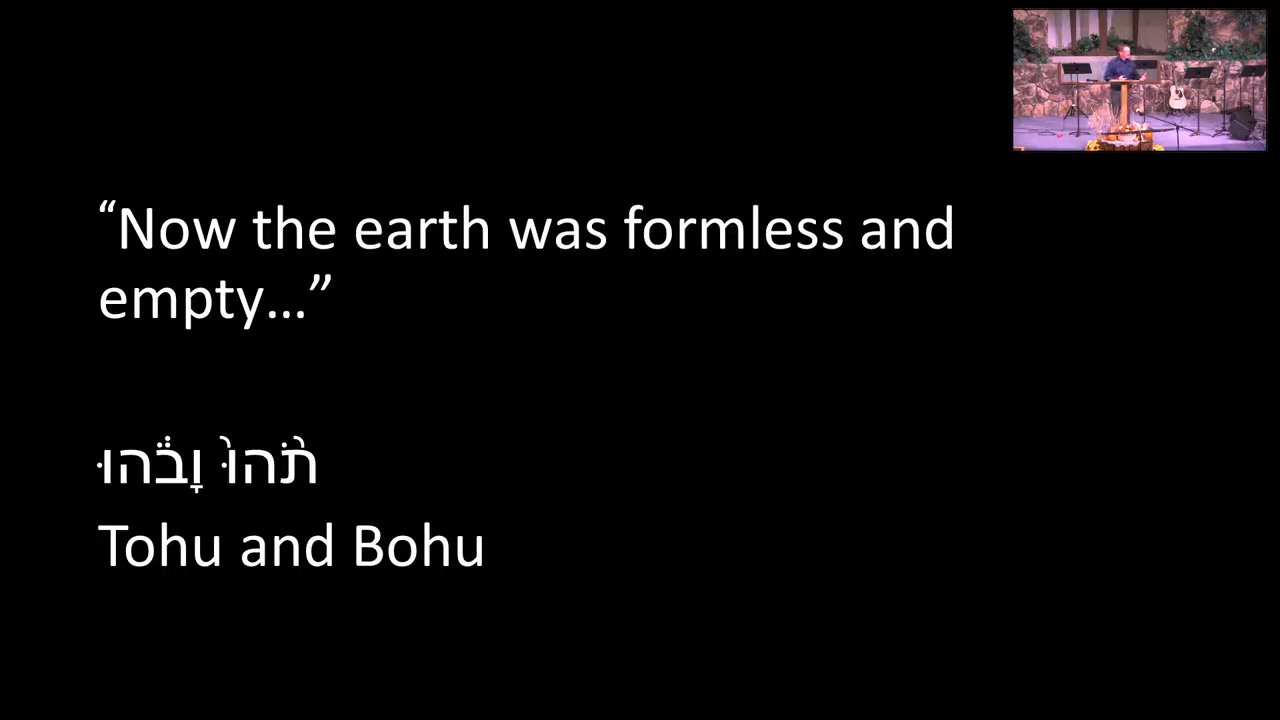 “Now the earth was formless and
empty...”
תֹ֙הוּ֙ וָבֹ֔הוּ
Tohu and Bohu